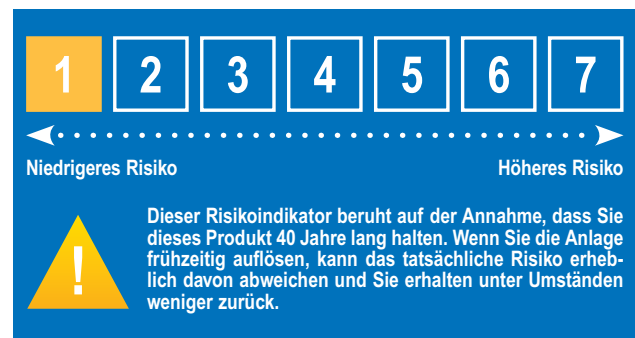 1 2 3 4 5 6 7
Niedrigeres Risiko Höheres Risiko
!
Dieser Risikoindikator beruht auf der Annahme, dass Sie
dieses Produkt 40 Jahre lang halten. Wenn Sie die Anlage
frühzeitig auflösen, kann das tatsächliche Risiko erheb-
lich davon abweichen und Sie erhalten unter Umständen
weniger zurück.